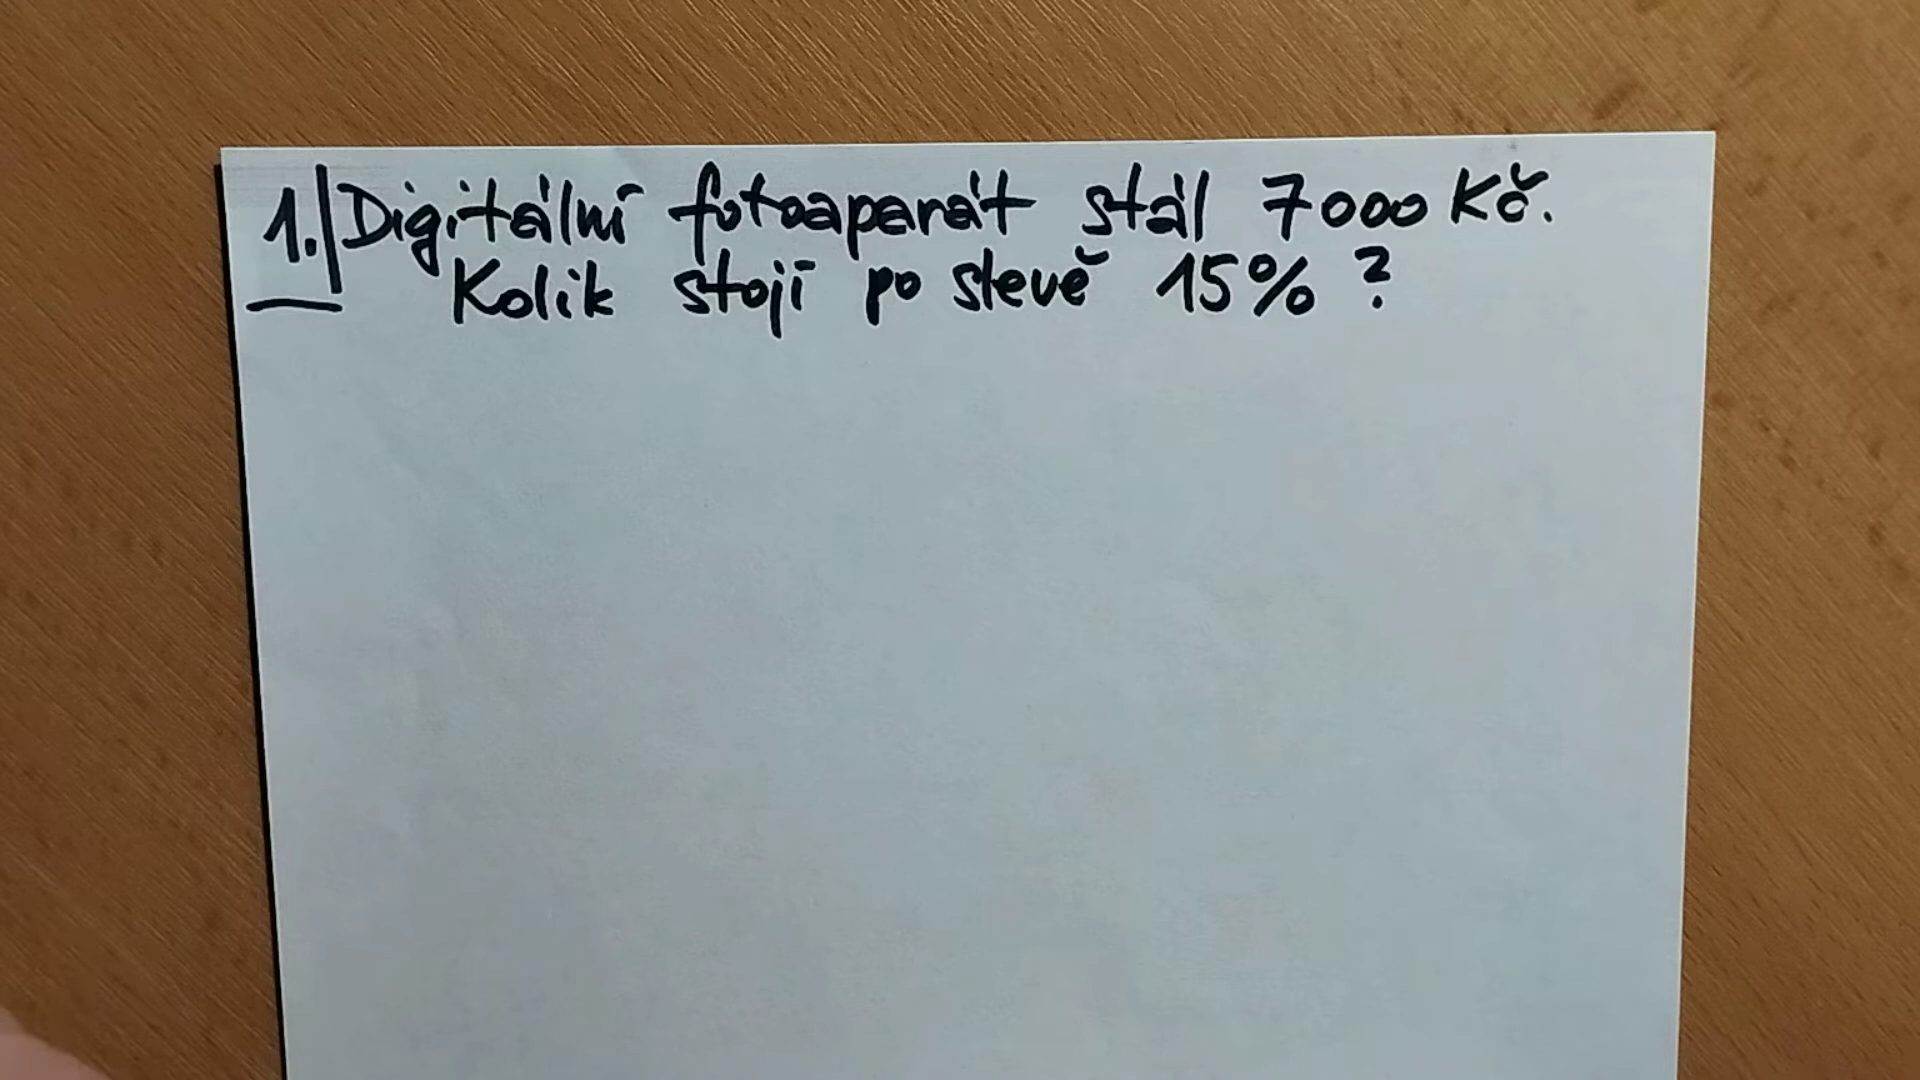 1. Digitální fotoaparát stál 7000 Kč.
Kolik stojí po slevě 15% ?